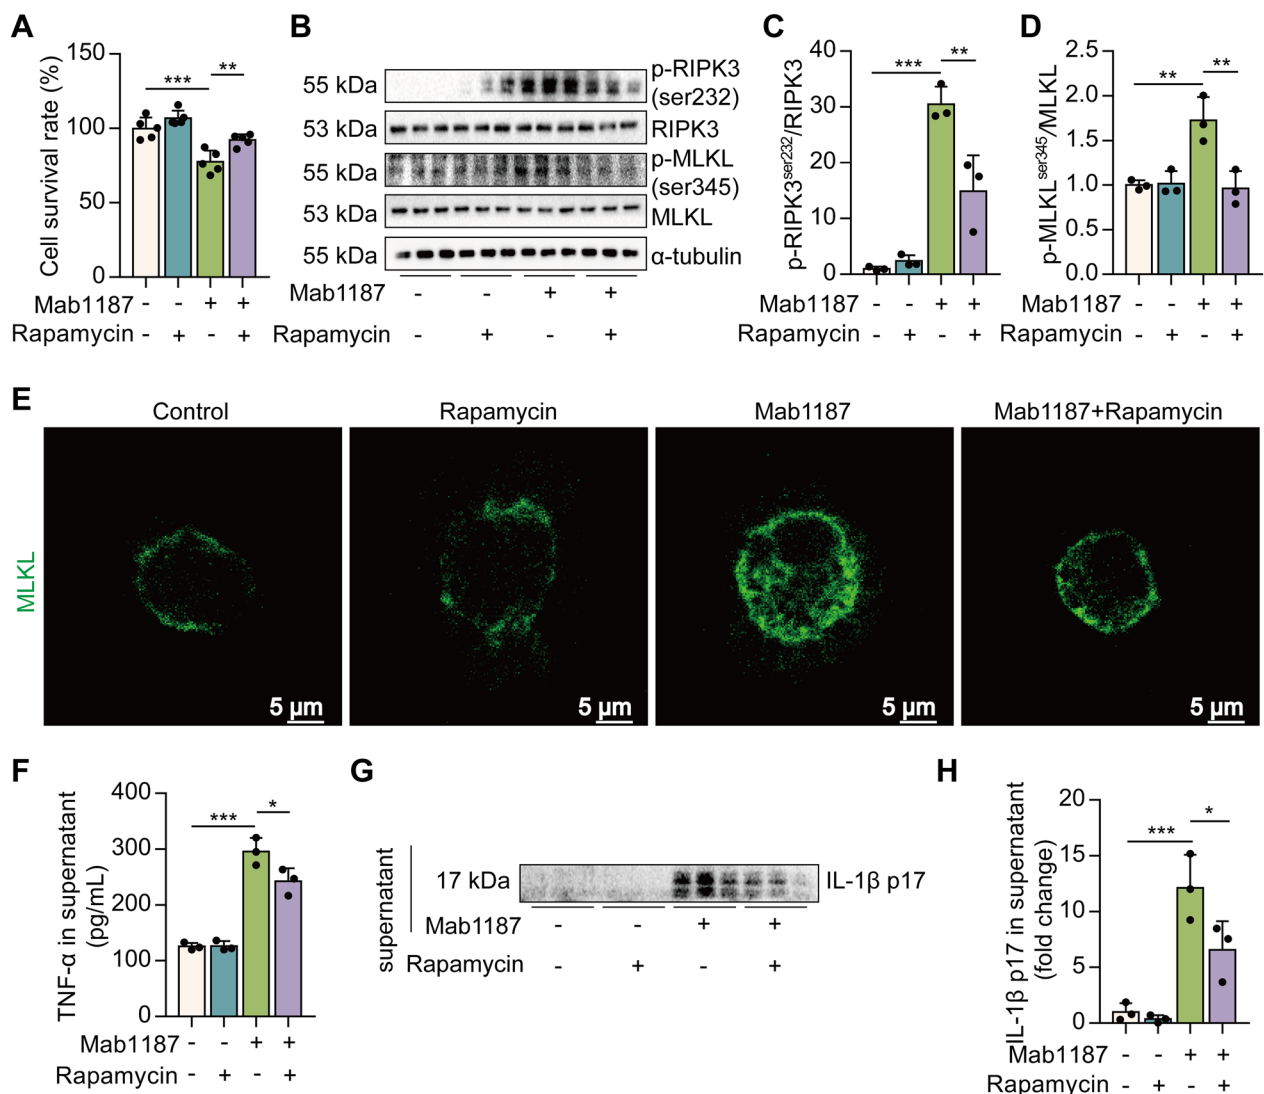 A
Cell survival rate (%)
150
100
50
0
***
**
Mab1187 - - + +
Rapamycin - + - +
B
55 kDa p-RIPK3 (ser232)
53 kDa RIPK3
55 kDa p-MLKL (ser345)
53 kDa MLKL
55 kDa α-tubulin
Mab1187 - - + +
Rapamycin - + - +
C
p-RIPK3ser232/RIPK3
40
30
20
10
0
***
**
Mab1187 - - + +
Rapamycin - + - +
D
p-MLKLser345/MLKL
2.5
2.0
1.5
1.0
0.5
0.0
**
**
Mab1187 - - + +
Rapamycin - + - +
E
Control Rapamycin Mab1187 Mab1187+Rapamycin
MLKL
5 μm 5 μm 5 μm 5 μm
F
TNF-α in supernatant
(pg/mL)
400
300
200
100
0
***
*
Mab1187 - - + +
Rapamycin - + - +
G
supernatant
17 kDa IL-1β p17
Mab1187 - - + +
Rapamycin - + - +
H
IL-1β p17 in supernatant
(fold change)
20
15
10
5
0
***
*
Mab1187 - - + +
Rapamycin - + - +